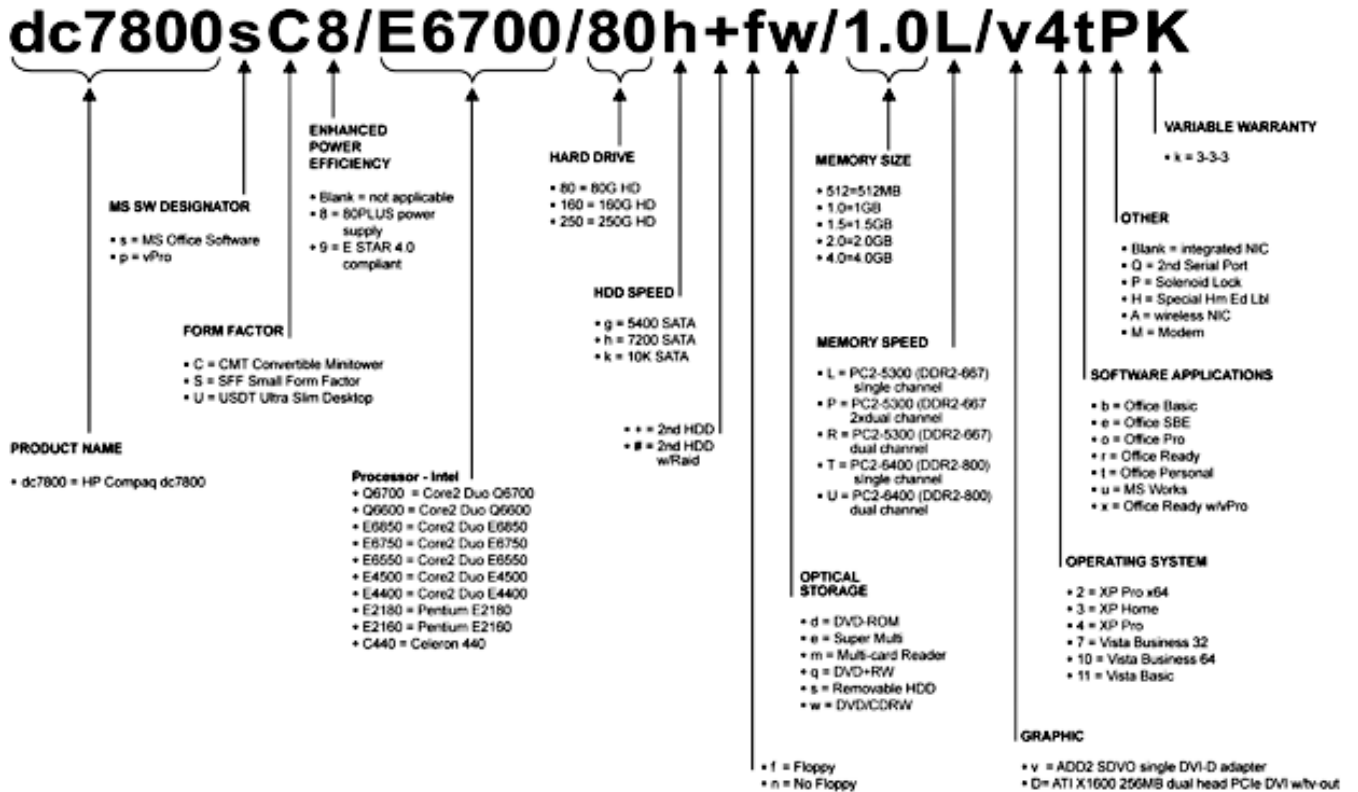 dc7800sC8/E6700/80h+fw/1.0L/v4tPK
VARIABLE WARRANTY
• k = 3-3-3
ENHANCED
POWER
EFFICIENCY
• Blank = not applicable
• 8 = 80PLUS power
supply
• 9 = E STAR 4.0
compliant
HARD DRIVE
• 80 = 80G HD
• 160 = 160G HD
• 250 = 250G HD
MEMORY SIZE
• 512=512MB
• 1.0=1GB
• 1.5=1.5GB
• 2.0=2.0GB
• 4.0=4.0GB
MS SW DESIGNATOR
• s = MS Office Software
• p = vPro
OTHER
• Blank = integrated NIC
• Q = 2nd Serial Port
• P = Solenoid Lock
• H = Special Hm Ed Lbl
• A = wireless NIC
• M = Modem
HDD SPEED
• g = 5400 SATA
• h = 7200 SATA
• k = 10K SATA
FORM FACTOR
• C = CMT Convertible Minitower
• S = SFF Small Form Factor
• U = USDT Ultra Slim Desktop
MEMORY SPEED
• L = PC2-5300 (DDR2-667)
single channel
• P = PC2-5300 (DDR2-667
2xdual channel
• R = PC2-5300 (DDR2-667)
dual channel
• T = PC2-6400 (DDR2-800)
single channel
• U = PC2-6400 (DDR2-800)
dual channel
SOFTWARE APPLICATIONS
• b = Office Basic
• e = Office SBE
• o = Office Pro
• r = Office Ready
• t = Office Personal
• u = MS Works
• x = Office Ready w/vPro
• + = 2nd HDD
• # = 2nd HDD
w/Raid
PRODUCT NAME
• dc7800 = HP Compaq dc7800
Processor - Intel
• Q6700 = Core2 Duo Q6700
• Q6600 = Core2 Duo Q6600
• E6850 = Core2 Duo E6850
• E6750 = Core2 Duo E6750
• E6550 = Core2 Duo E6550
• E4500 = Core2 Duo E4500
• E4400 = Core2 Duo E4400
• E2180 = Pentium E2180
• E2160 = Pentium E2160
• C440 = Celeron 440
OPERATING SYSTEM
• 2 = XP Pro x64
• 3 = XP Home
• 4 = XP Pro
• 7 = Vista Business 32
• 10 = Vista Business 64
• 11 = Vista Basic
OPTICAL
STORAGE
• d = DVD-ROM
• e = Super Multi
• m = Multi-card Reader
• q = DVD+RW
• s = Removable HDD
• w = DVD/CDRW
GRAPHIC
• v = ADD2 SDVO single DVI-D adapter
• D= ATI X1600 256MB dual head PCIe DVI w/tv-out
• f = Floppy
• n = No Floppy